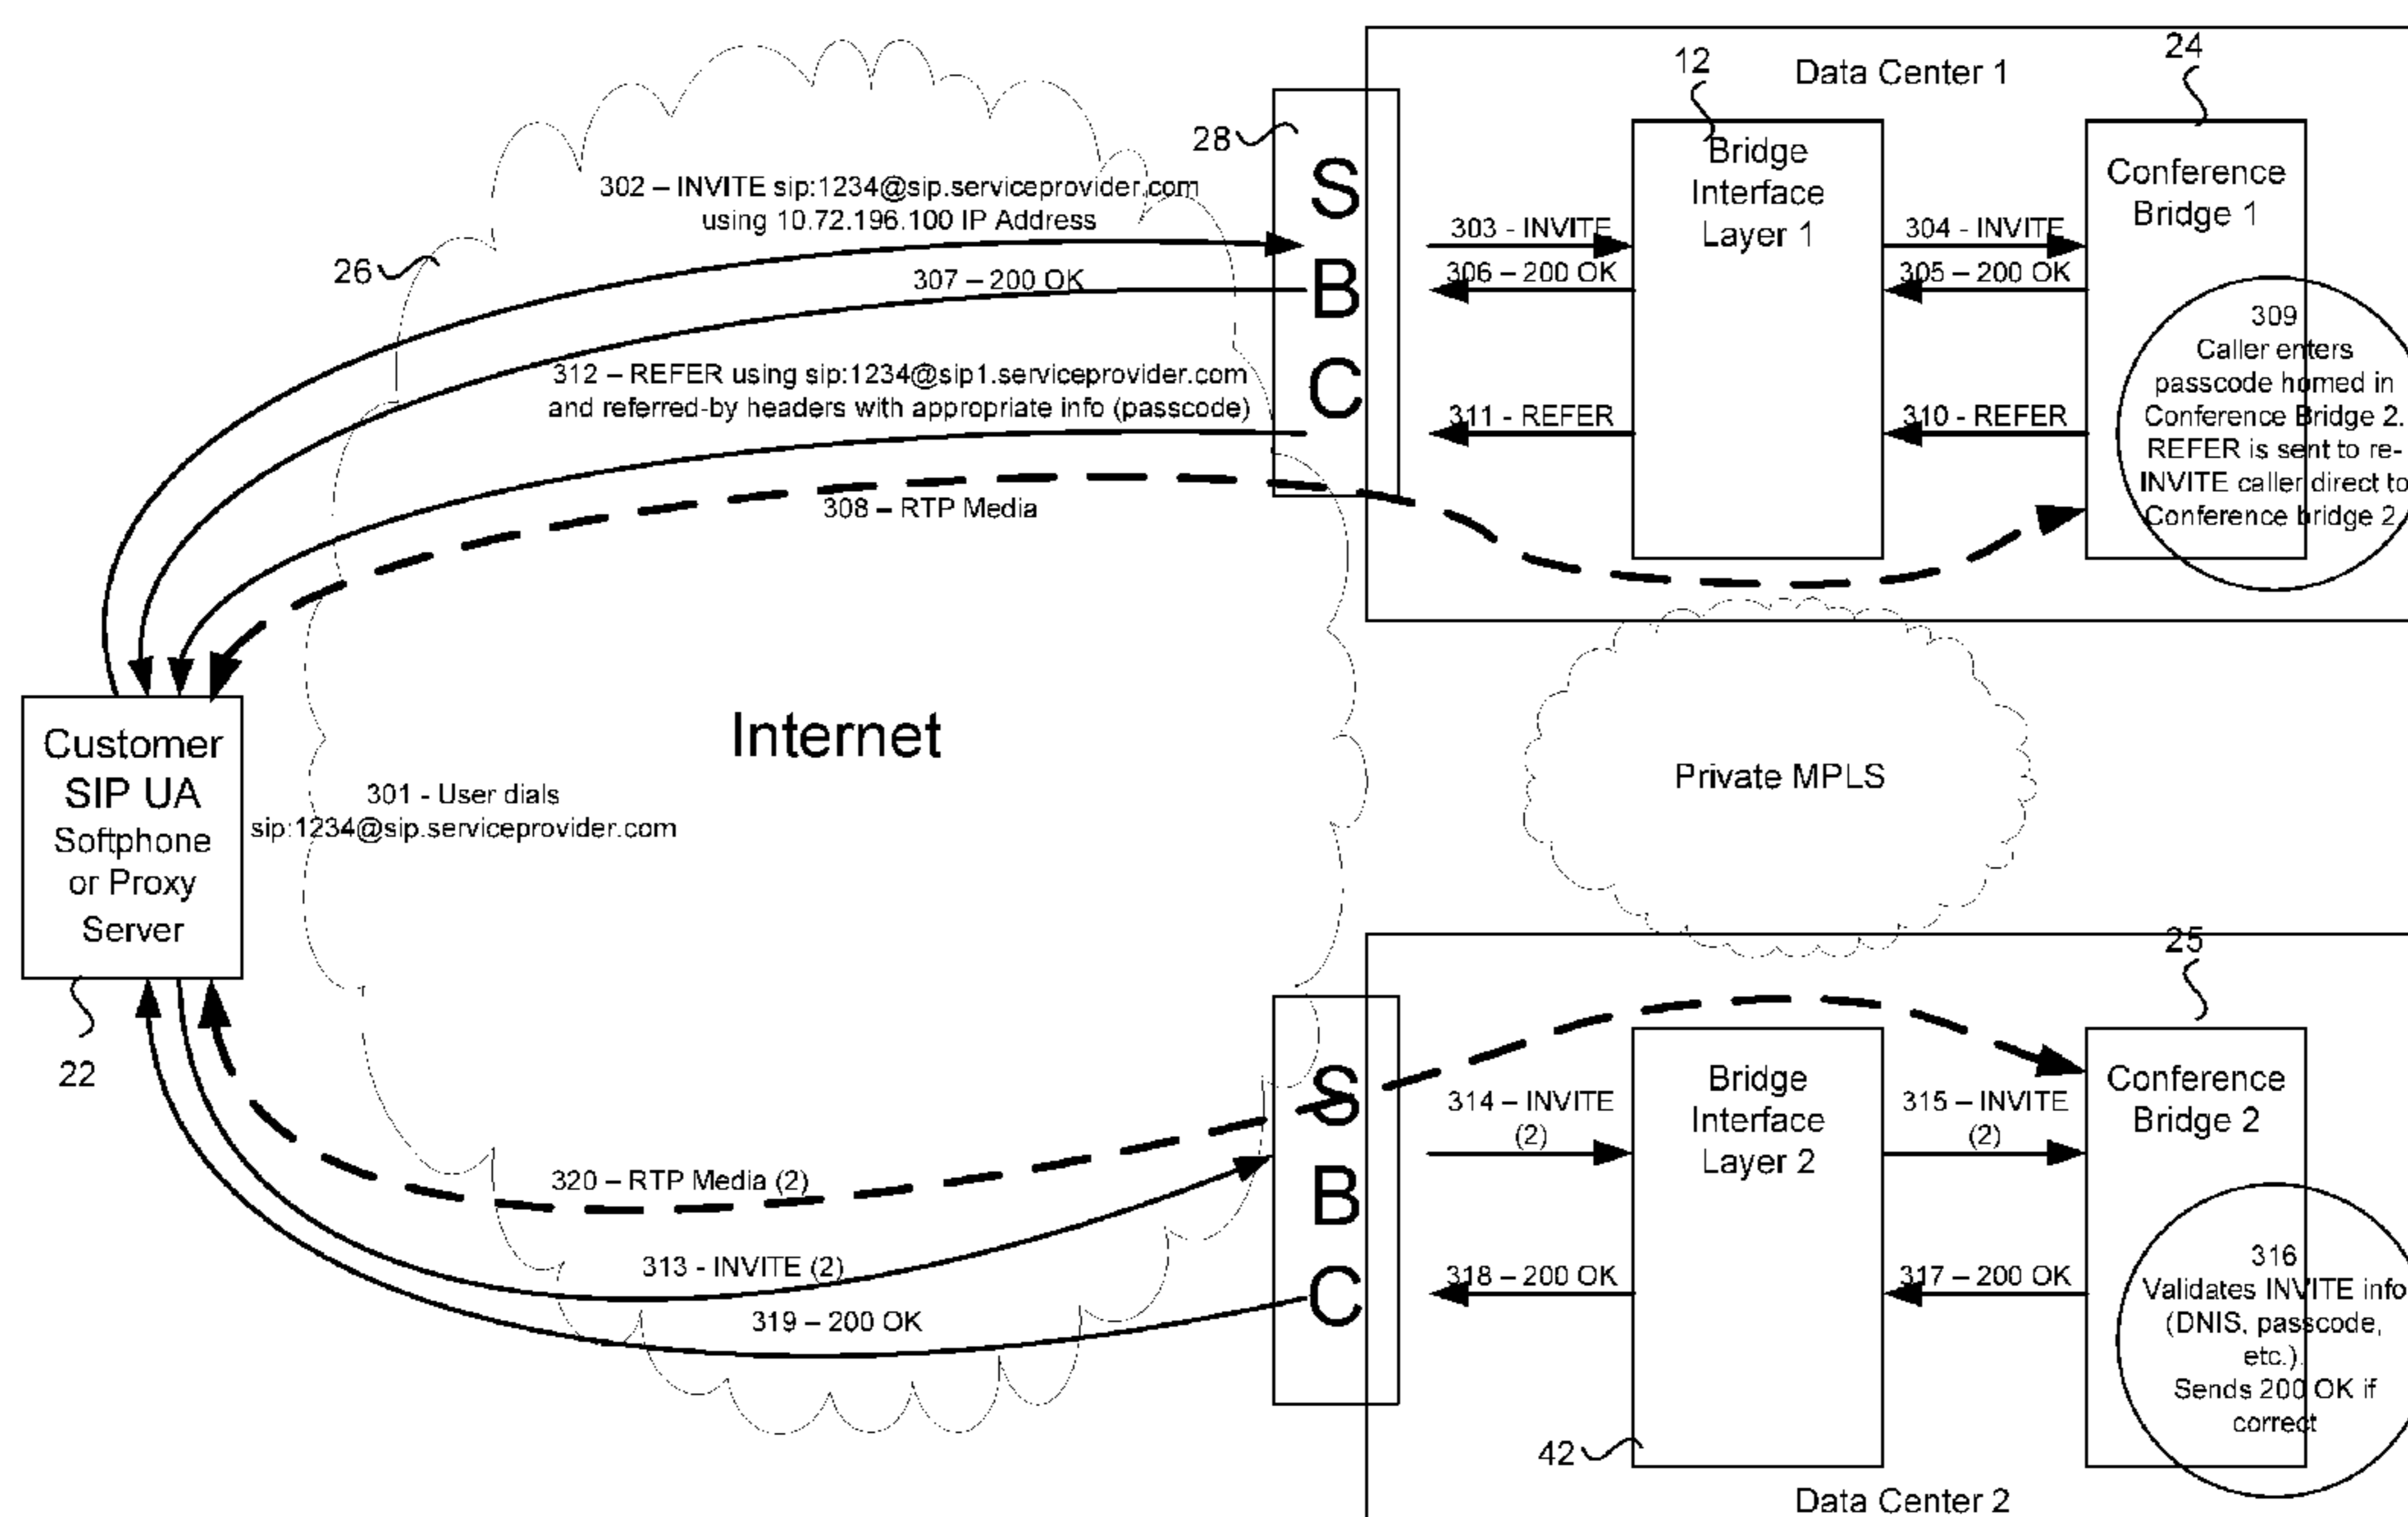 Data Center 1
12
24
28
S
B
C
Bridge
Interface
Layer 1
Conference
Bridge 1
302 – INVITE sip:1234@sip.serviceprovider.com
using 10.72.196.100 IP Address
26
307 – 200 OK
303 - INVITE
304 - INVITE
306 – 200 OK
305 – 200 OK
312 – REFER using sip:1234@sip1.serviceprovider.com
and referred-by headers with appropriate info (passcode)
311 - REFER
310 - REFER
309
Caller enters
passcode homed in
Conference Bridge 2.
REFER is sent to re-
INVITE caller direct to
Conference bridge 2
308 – RTP Media
Internet
Private MPLS
Customer
SIP UA
Softphone
or Proxy
Server
301 - User dials
sip:1234@sip.serviceprovider.com
22
25
S
B
C
Bridge
Interface
Layer 2
Conference
Bridge 2
314 – INVITE
(2)
315 – INVITE
(2)
320 – RTP Media (2)
313 - INVITE (2)
319 – 200 OK
318 – 200 OK
317 – 200 OK
316
Validates INVITE info
(DNIS, passcode,
etc.).
Sends 200 OK if
correct
42
Data Center 2